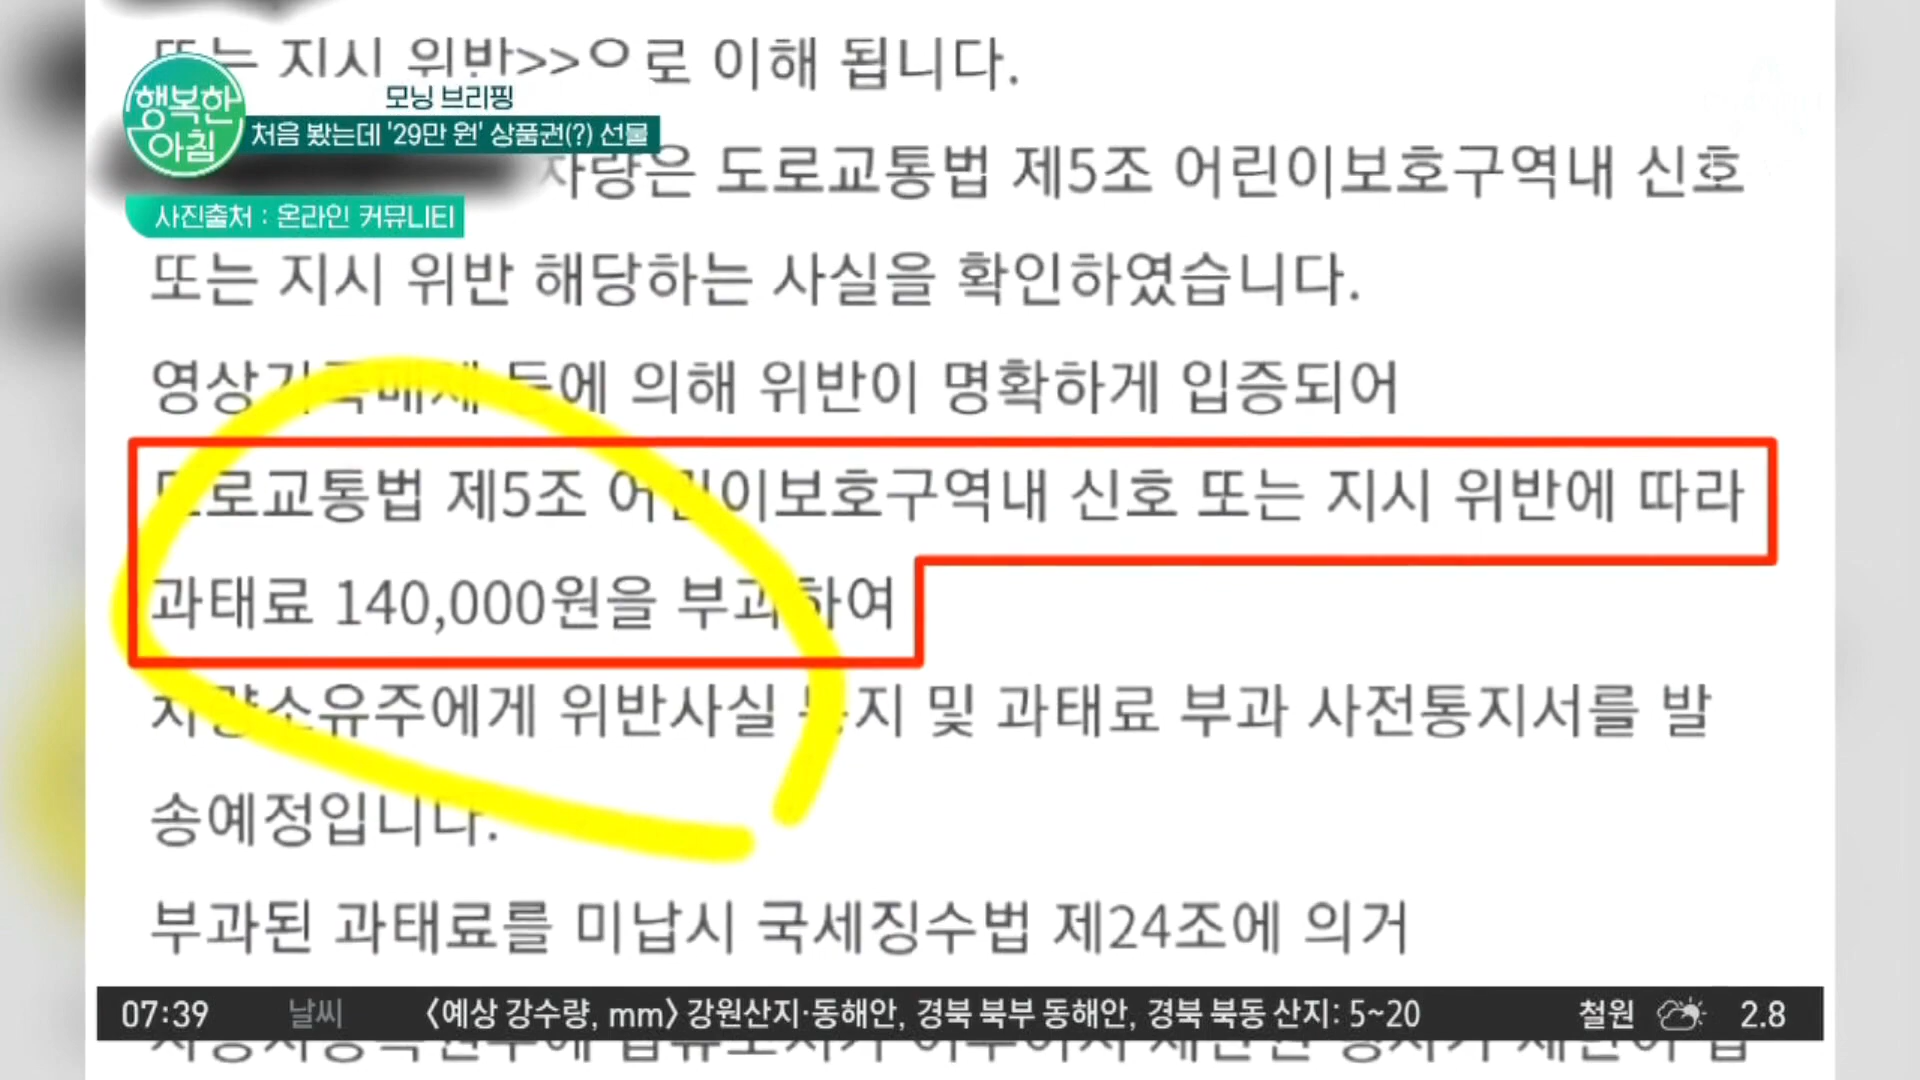 또는 지시 위반>>으로 이해 됩니다.
행복한
아침
모닝 브리핑
처음 봤는데 '29만 원' 상품권(?) 선물
차량은 도로교통법 제5조 어린이보호구역내 신호
사진출처 : 온라인 커뮤니티
또는 지시 위반 해당하는 사실을 확인하였습니다.
영상기록매체 등에 의해 위반이 명확하게 입증되어
도로교통법 제5조 어린이보호구역내 신호 또는 지시 위반에 따라
과태료 140,000원을 부과하여
차량소유주에게 위반사실 통지 및 과태료 부과 사전통지서를 발
송예정입니다.
부과된 과태료를 미납시 국세징수법 제24조에 의거
07:39 날씨 〈예상 강수량, mm〉 강원산지·동해안, 경북 북부 동해안, 경북 북동 산지: 5~20 철원 2.8